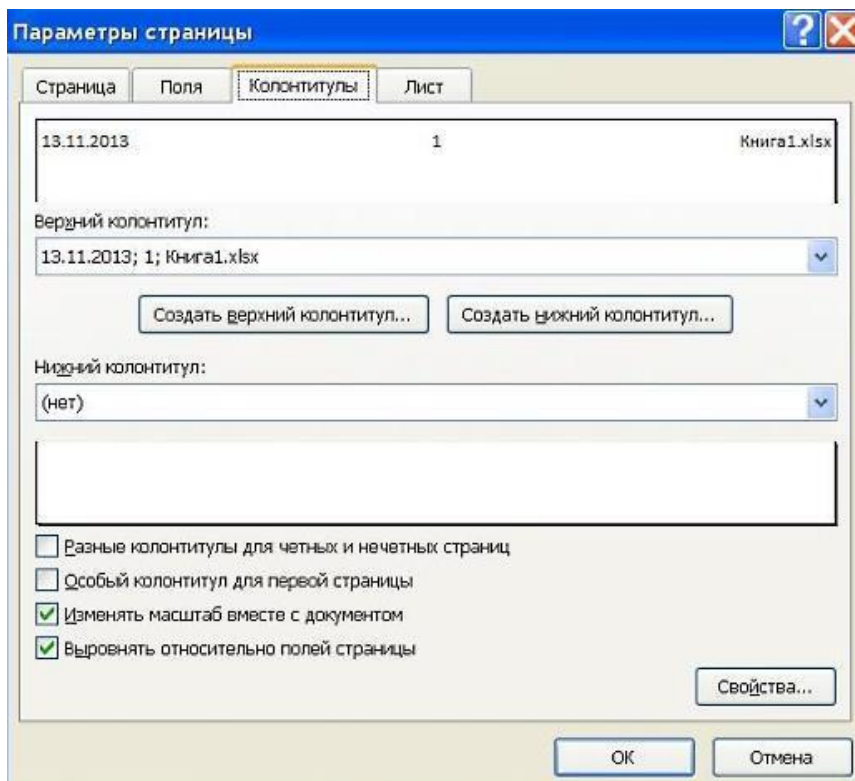 Параметры страницы
Страница Поля Колонтитулы Лист
13.11.2013 1 Книга1.xlsx
Верхний колонтитул:
13.11.2013; 1; Книга1.xlsx
Создать верхний колонтитул... Создать нижний колонтитул...
Нижний колонтитул:
(нет)
Разные колонтитулы для четных и нечетных страниц
Особый колонтитул для первой страницы
Изменять масштаб вместе с документом
Выровнять относительно полей страницы
Свойства...
ОК Отмена